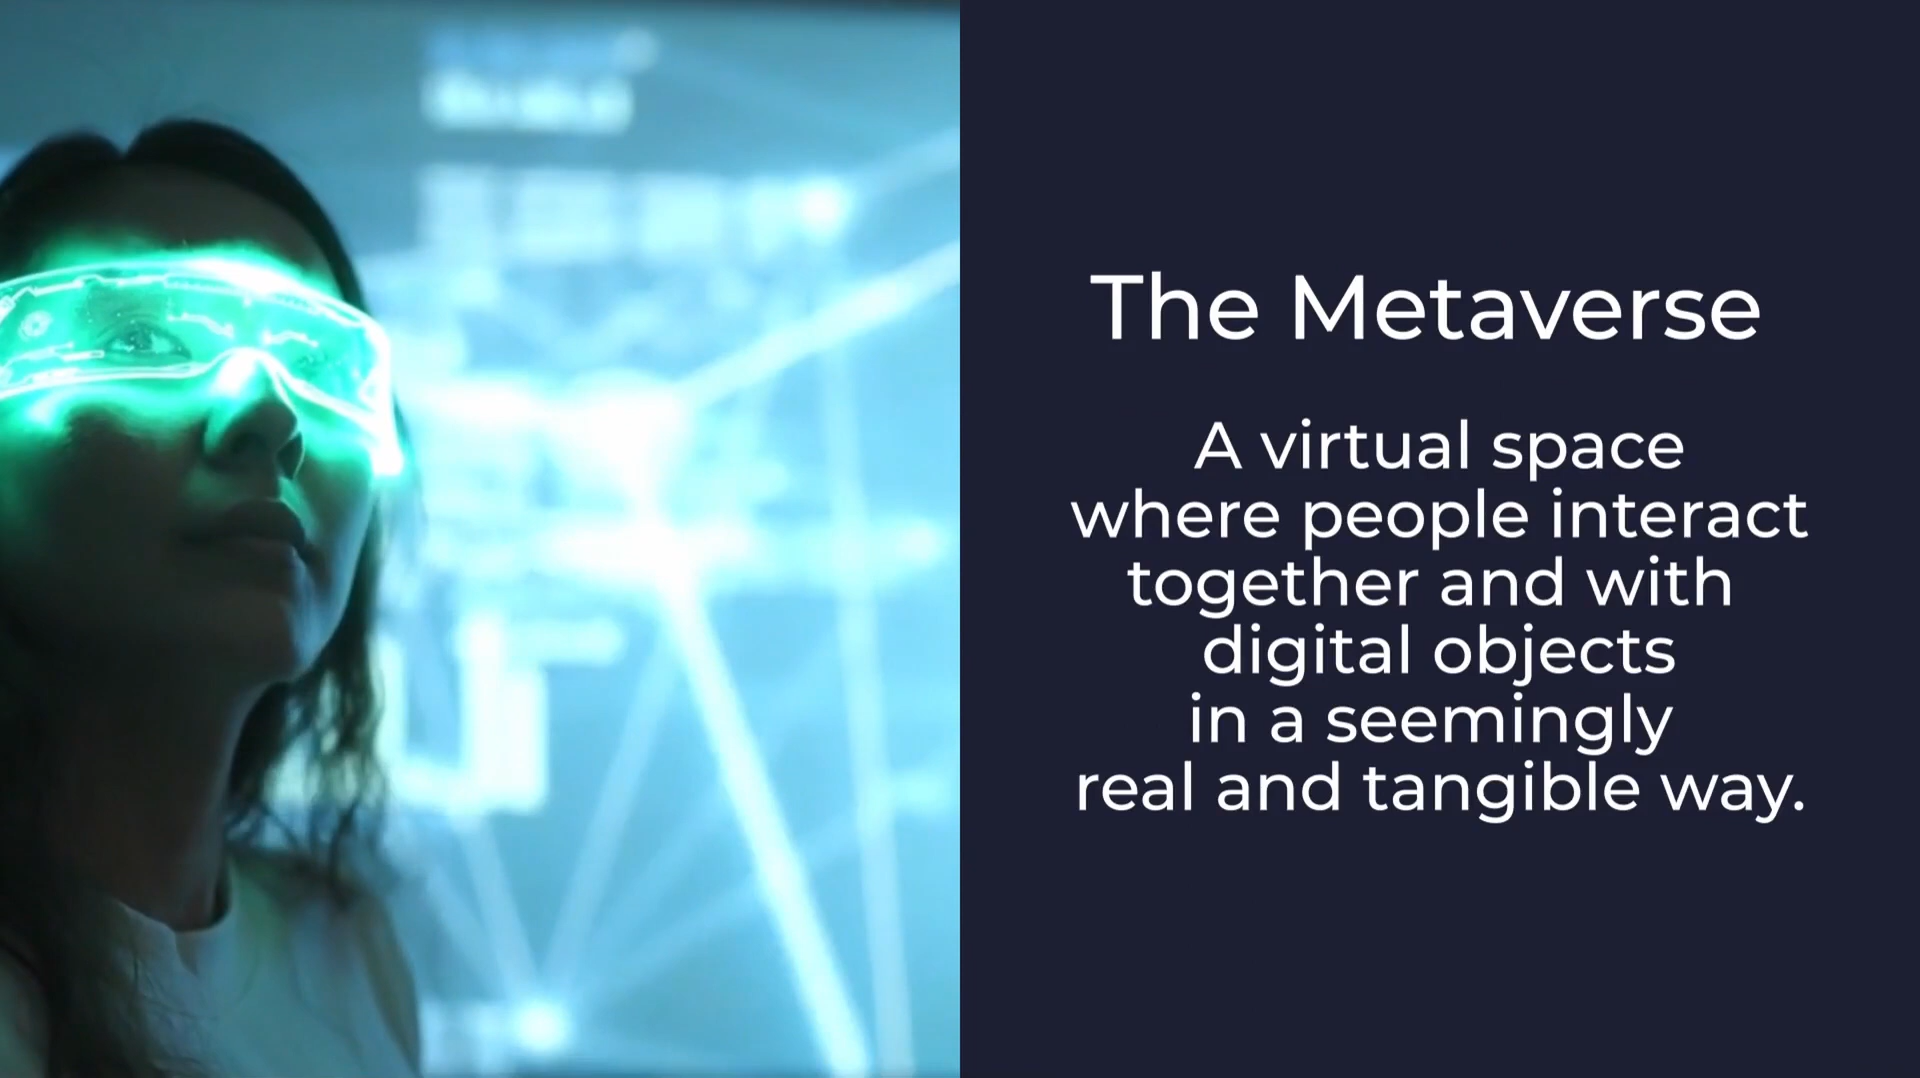 The Metaverse
A virtual space
where people interact
together and with
digital objects
in a seemingly
real and tangible way.